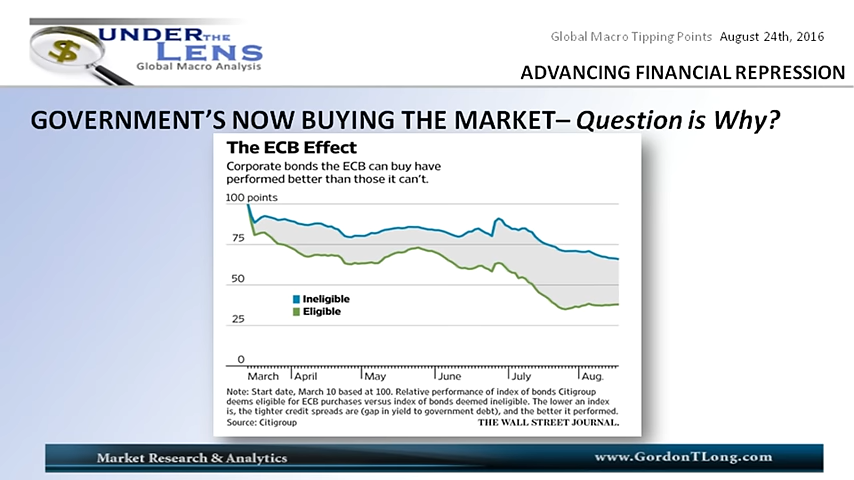 UNDER THE
LENS
Global Macro Analysis
$
Global Macro Tipping Points August 24th, 2016
ADVANCING FINANCIAL REPRESSION
GOVERNMENT'S NOW BUYING THE MARKET– Question is Why?
The ECB Effect
Corporate bonds the ECB can buy have
performed better than those it can't.
100 points
75
50
25
0
Ineligible
Eligible
March April May June July Aug.
Note: Start date, March 10 based at 100. Relative performance of index of bonds Citigroup
deems eligible for ECB purchases versus index of bonds deemed ineligible. The lower an index
is, the tighter credit spreads are (gap in yield to government debt), and the better it performed.
Source: Citigroup THE WALL STREET JOURNAL.
Market Research & Analytics www.GordonTLong.com